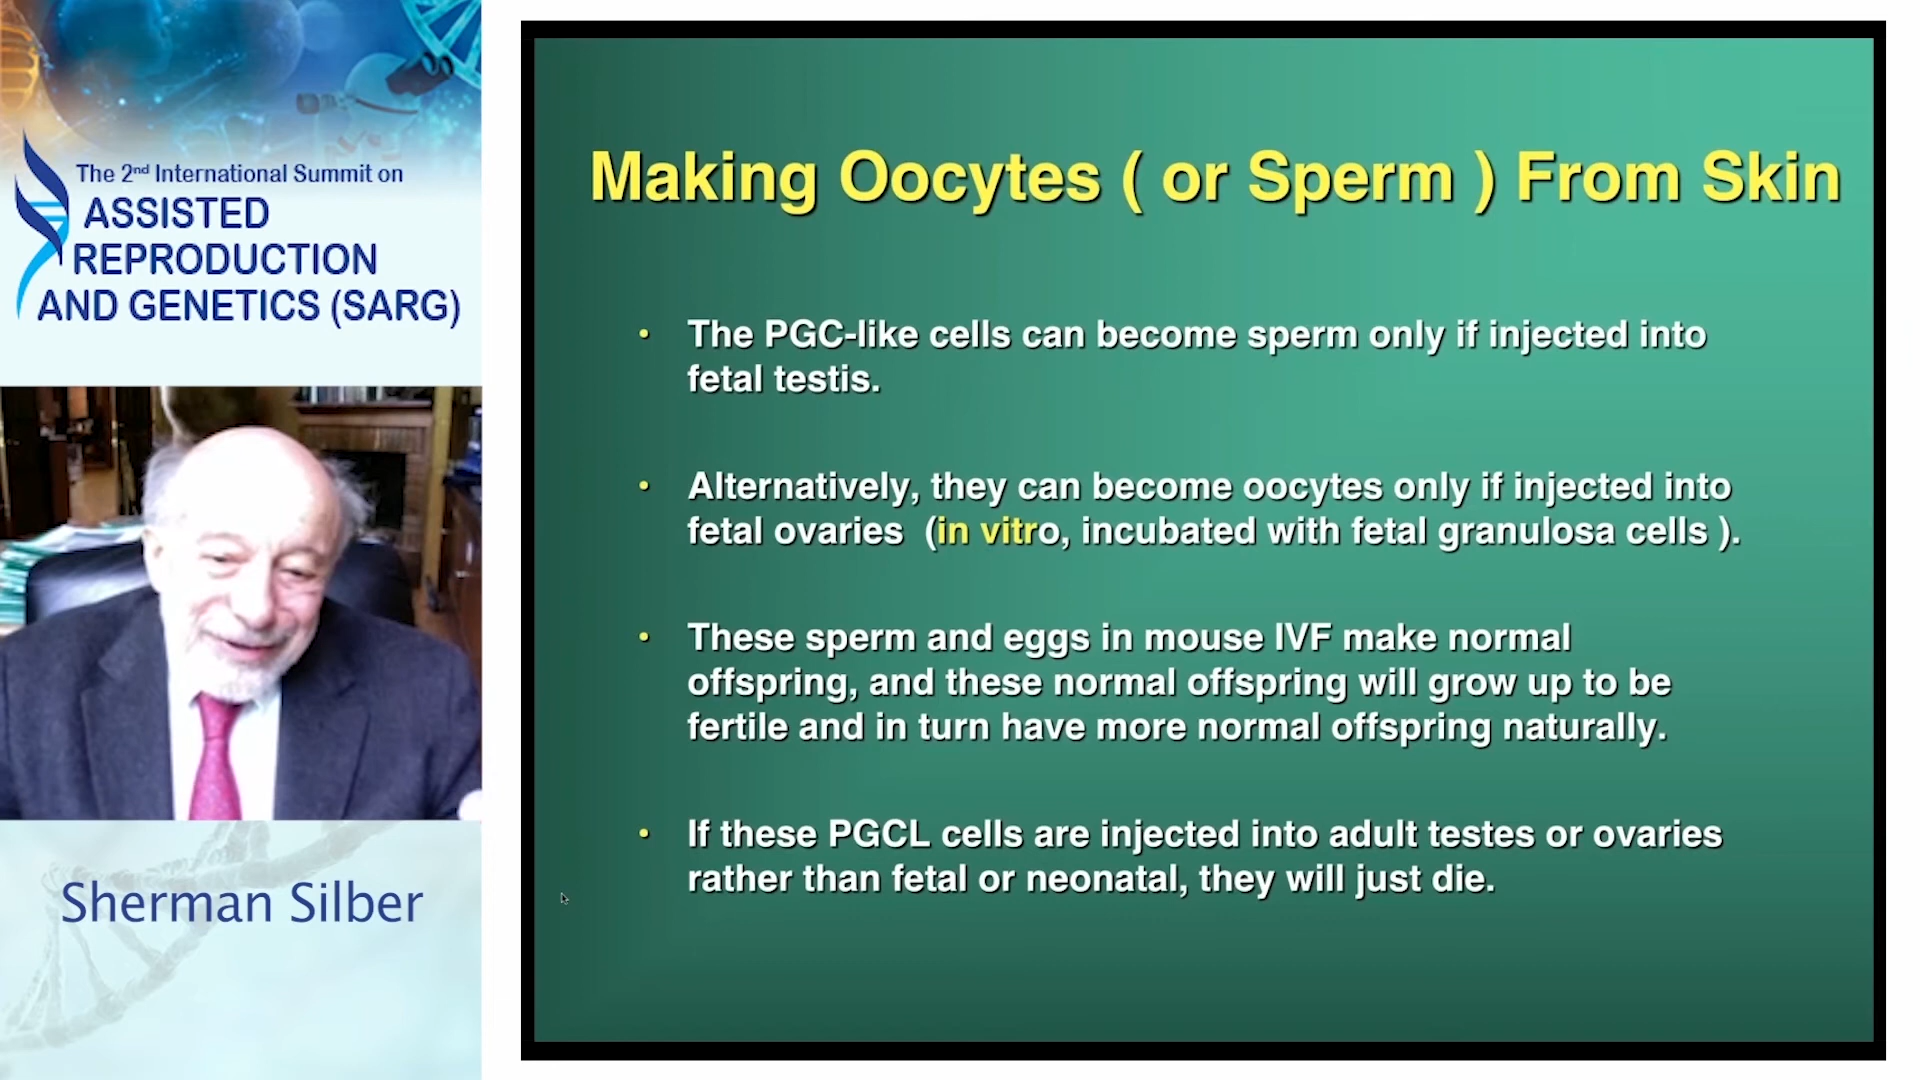 The 2nd International Summit on
ASSISTED
REPRODUCTION
AND GENETICS (SARG)
Sherman Silber
Making Oocytes ( or Sperm ) From Skin
• The PGC-like cells can become sperm only if injected into
fetal testis.
• Alternatively, they can become oocytes only if injected into
fetal ovaries (in vitro, incubated with fetal granulosa cells ).
• These sperm and eggs in mouse IVF make normal
offspring, and these normal offspring will grow up to be
fertile and in turn have more normal offspring naturally.
• If these PGCL cells are injected into adult testes or ovaries
rather than fetal or neonatal, they will just die.